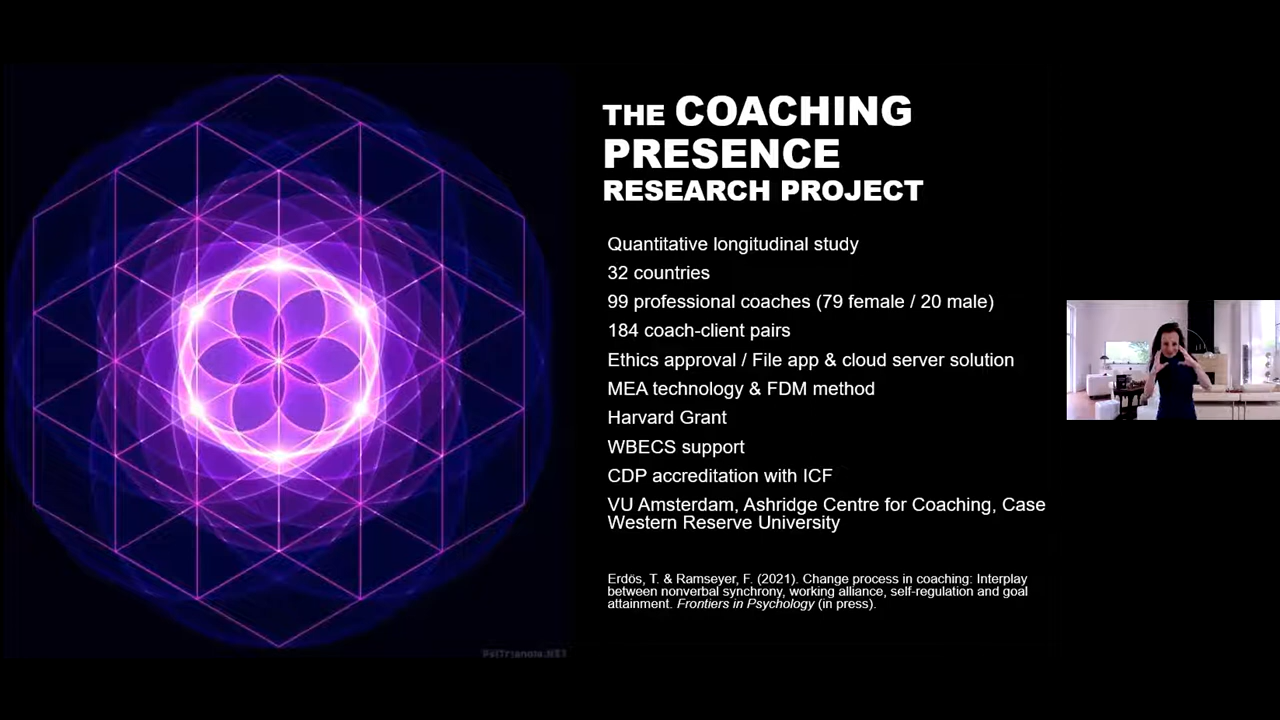 THE COACHING
PRESENCE
RESEARCH PROJECT
Quantitative longitudinal study
32 countries
99 professional coaches (79 female / 20 male)
184 coach-client pairs
Ethics approval / File app & cloud server solution
MEA technology & FDM method
Harvard Grant
WBECS support
CDP accreditation with ICF
VU Amsterdam, Ashridge Centre for Coaching, Case
Western Reserve University
Erdös, T. & Ramseyer, F. (2021). Change process in coaching: Interplay
between nonverbal synchrony, working alliance, self-regulation and goal
attainment. Frontiers in Psychology (in press).